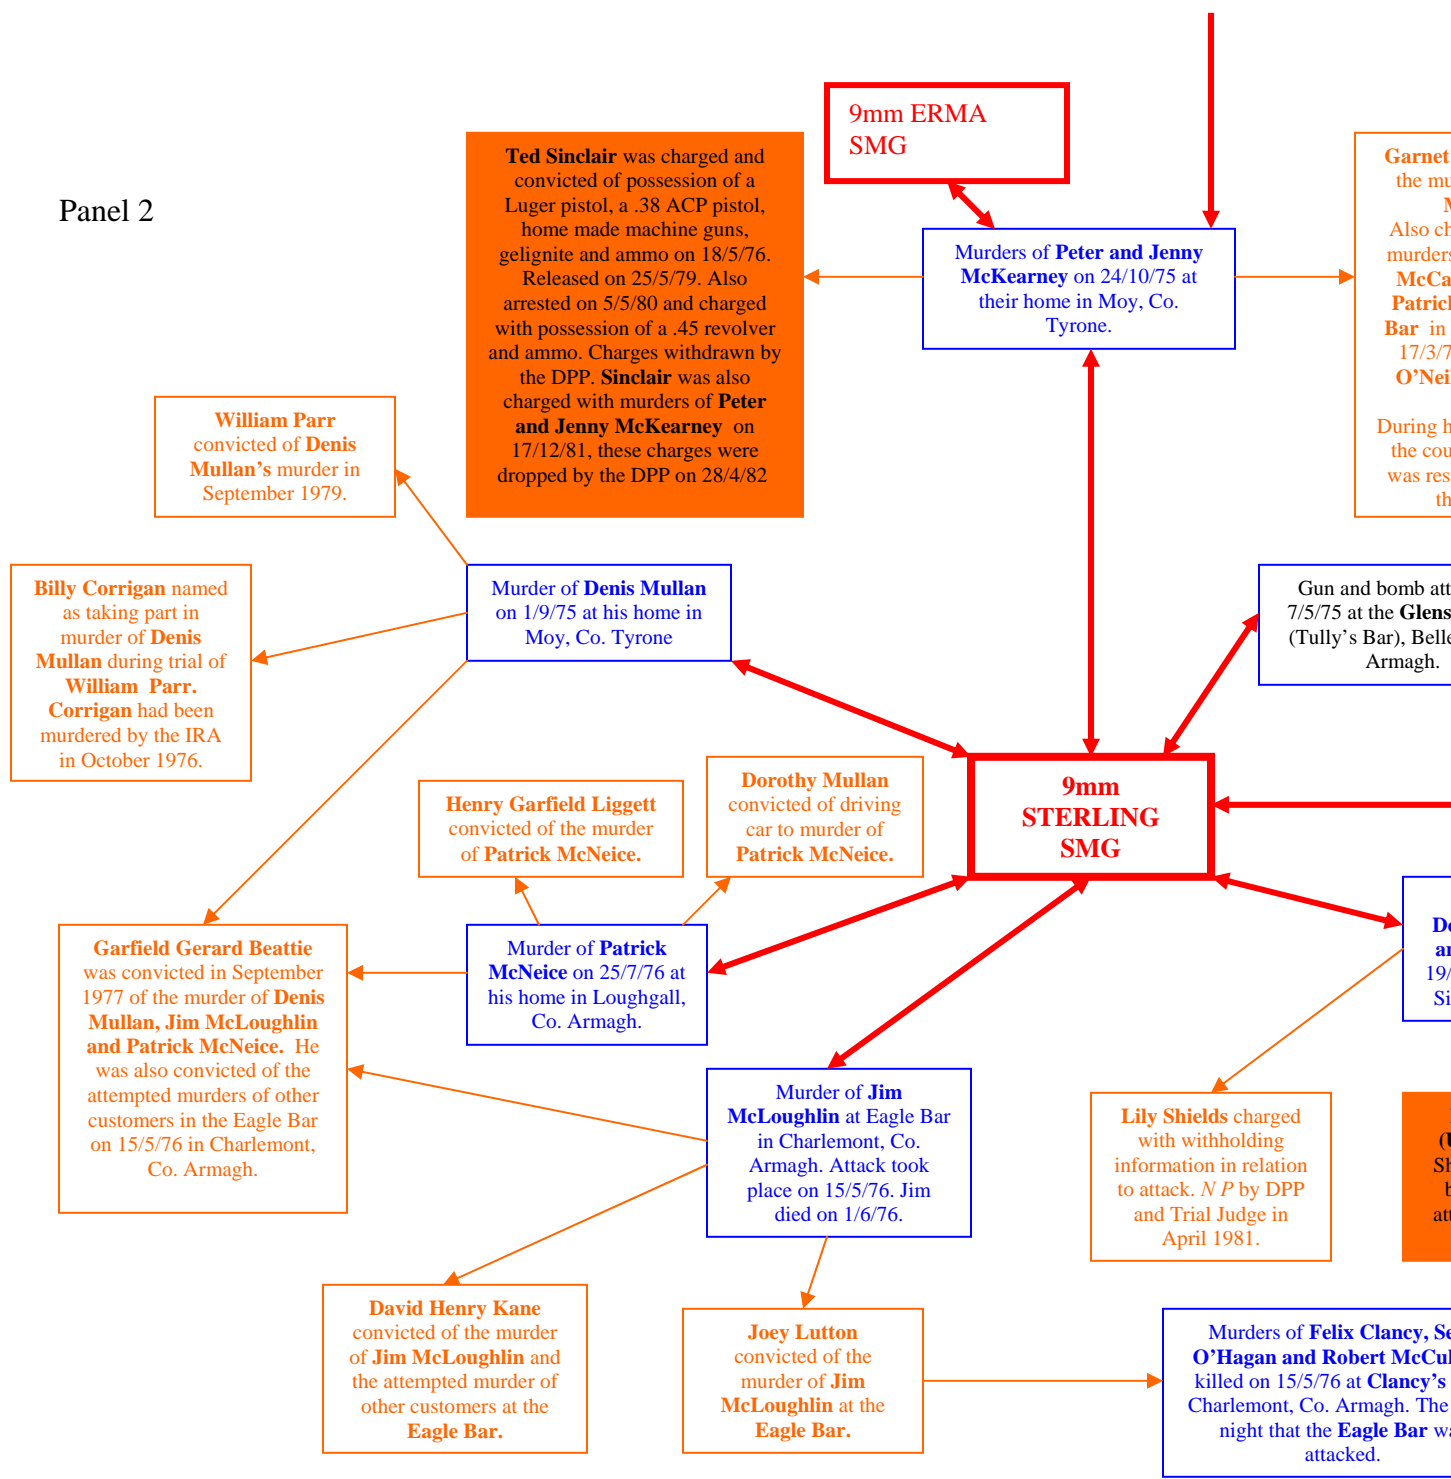 Panel 2
9mm ERMA
SMG
Ted Sinclair was charged and
convicted of possession of a
Luger pistol, a .38 ACP pistol,
home made machine guns,
gelignite and ammo on 18/5/76.
Released on 25/5/79. Also
arrested on 5/5/80 and charged
with possession of a .45 revolver
and ammo. Charges withdrawn by
the DPP. Sinclair was also
charged with murders of Peter
and Jenny McKearney on
17/12/81, these charges were
dropped by the DPP on 28/4/82
Murders of Peter and Jenny
McKearney on 24/10/75 at
their home in Moy, Co.
Tyrone.
Garnet
the mu
M
Also ch
murders
McCa
Patrick
Bar in
17/3/7
O'Neil
During h
the cou
was res
th
William Parr
convicted of Denis
Mullan's murder in
September 1979.
Billy Corrigan named
as taking part in
murder of Denis
Mullan during trial of
William Parr.
Corrigan had been
murdered by the IRA
in October 1976.
Murder of Denis Mullan
on 1/9/75 at his home in
Moy, Co. Tyrone
Gun and bomb att
7/5/75 at the Glens
(Tully's Bar), Belle
Armagh.
Henry Garfield Liggett
convicted of the murder
of Patrick McNeice.
Dorothy Mullan
convicted of driving
car to murder of
Patrick McNeice.
9mm
STERLING
SMG
Garfield Gerard Beattie
was convicted in September
1977 of the murder of Denis
Mullan, Jim McLoughlin
and Patrick McNeice. He
was also convicted of the
attempted murders of other
customers in the Eagle Bar
on 15/5/76 in Charlemont,
Co. Armagh.
Murder of Patrick
McNeice on 25/7/76 at
his home in Loughgall,
Co. Armagh.
Do
an
19/
Si
Murder of Jim
McLoughlin at Eagle Bar
in Charlemont, Co.
Armagh. Attack took
place on 15/5/76. Jim
died on 1/6/76.
Lily Shields charged
with withholding
information in relation
to attack. N P by DPP
and Trial Judge in
April 1981.
(U
Sh
b
att
David Henry Kane
convicted of the murder
of Jim McLoughlin and
the attempted murder of
other customers at the
Eagle Bar.
Joey Lutton
convicted of the
murder of Jim
McLoughlin at the
Eagle Bar.
Murders of Felix Clancy, Se
O'Hagan and Robert McCul
killed on 15/5/76 at Clancy's
Charlemont, Co. Armagh. The
night that the Eagle Bar wa
attacked.